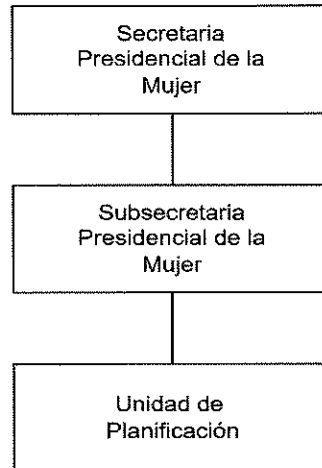 Secretaria
Presidencial de la
Mujer
Subsecretaria
Presidencial de la
Mujer
Unidad de
Planificación